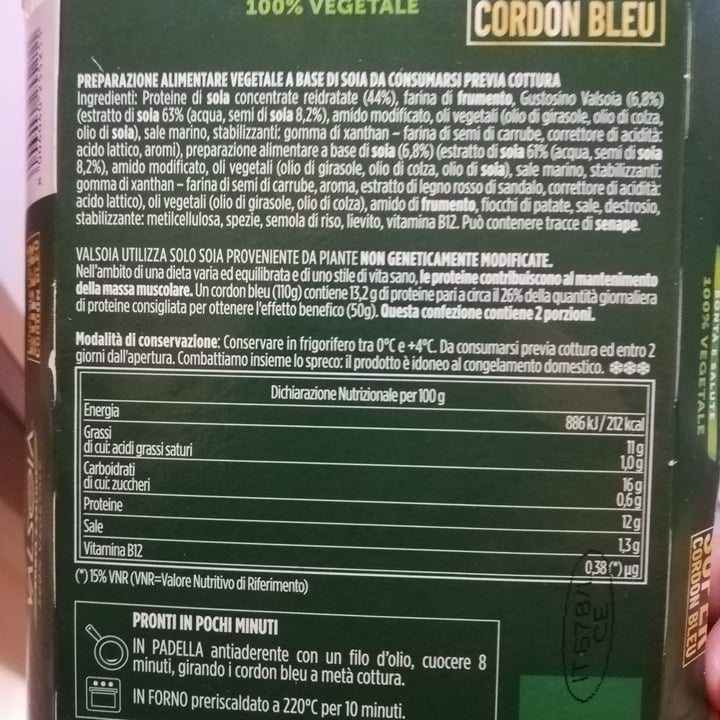 100% VEGETALE
CORDON BLEU
PREPARAZIONE ALIMENTARE VEGETALE A BASE DI SOIA DA CONSUMARSI PREVIA COTTURA
Ingredienti: Proteine di soia concentrate reidratate (44%), farina di frumento, Gustosino Valsoia (6,8%)
(estratto di soia 63% (acqua, semi di soia 8,2%), amido modificato, oli vegetali (olio di girasole, olio di colza,
olio di soia), sale marino, stabilizzanti: gomma di xanthan – farina di semi di carrube, correttore di acidità:
acido lattico, aromi), preparazione alimentare a base di soia (6,8%) (estratto di soia 61% (acqua, semi di soia
8,2%), amido modificato, oli vegetali (olio di girasole, olio di colza, olio di soia), sale marino, stabilizzanti:
gomma di xanthan – farina di semi di carrube, aroma, estratto di legno rosso di sandalo, correttore di acidità:
acido lattico), oli vegetali (olio di girasole, olio di colza), amido di frumento, fiocchi di patate, sale, destrosio,
stabilizzante: metilcellulosa, spezie, semola di riso, lievito, vitamina B12. Può contenere tracce di senape.
VALSOIA UTILIZZA SOLO SOIA PROVENIENTE DA PIANTE NON GENETICAMENTE MODIFICATE.
Nell'ambito di una dieta varia ed equilibrata e di uno stile di vita sano, le proteine contribuiscono al mantenimento
della massa muscolare. Un cordon bleu (110g) contiene 13,2 g di proteine pari a circa il 26% della quantità giornaliera
di proteine consigliata per ottenere l'effetto benefico (50g). Questa confezione contiene 2 porzioni.
Modalità di conservazione: Conservare in frigorifero tra 0°C e +4°C. Da consumarsi previa cottura ed entro 2
giorni dall'apertura. Combattiamo insieme lo spreco: il prodotto è idoneo al congelamento domestico.
Dichiarazione Nutrizionale per 100 g
Energia 886 kJ / 212 kcal
Grassi 11 g
di cui: acidi grassi saturi 1,0 g
Carboidrati 16 g
di cui: zuccheri 0,6 g
Proteine 12 g
Sale 1,3 g
Vitamina B12 0,38 (*) µg
(*) 15% VNR (VNR=Valore Nutritivo di Riferimento)
PRONTI IN POCHI MINUTI
IN PADELLA antiaderente con un filo d'olio, cuocere 8
minuti, girando i cordon bleu a metà cottura.
IN FORNO preriscaldato a 220°C per 10 minuti.
CE
100% VEGETALE
CORDON BLEU